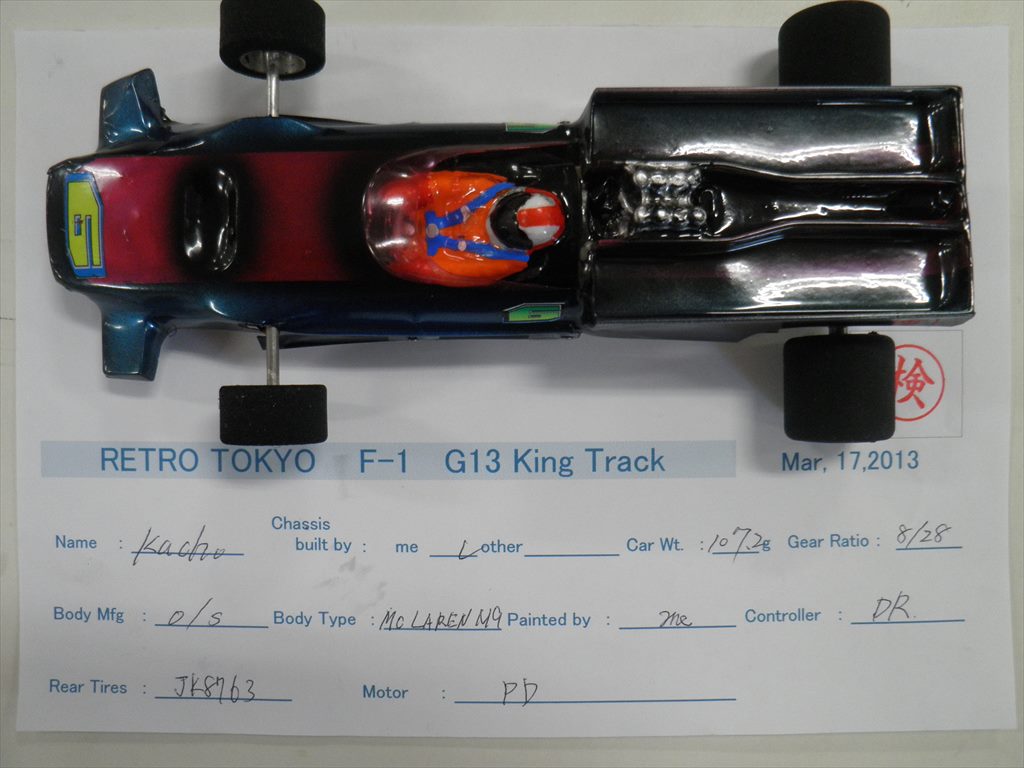 検
RETRO TOKYO F-1 G13 King Track Mar, 17,2013
Name : Kacho Chassis built by : me other Car Wt. : 107.2g Gear Ratio : 8/28
Body Mfg : O/S Body Type : McLAREN M9 Painted by : me Controller : DR.
Rear Tires : JK8763 Motor : PD